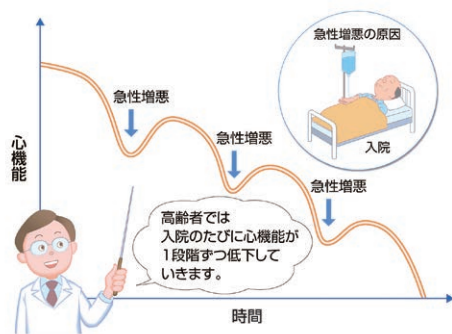 急性増悪の原因
入院
急性増悪
急性増悪
急性増悪
心機能
高齢者では
入院のたびに心機能が
1段階ずつ低下して
いきます。
時間